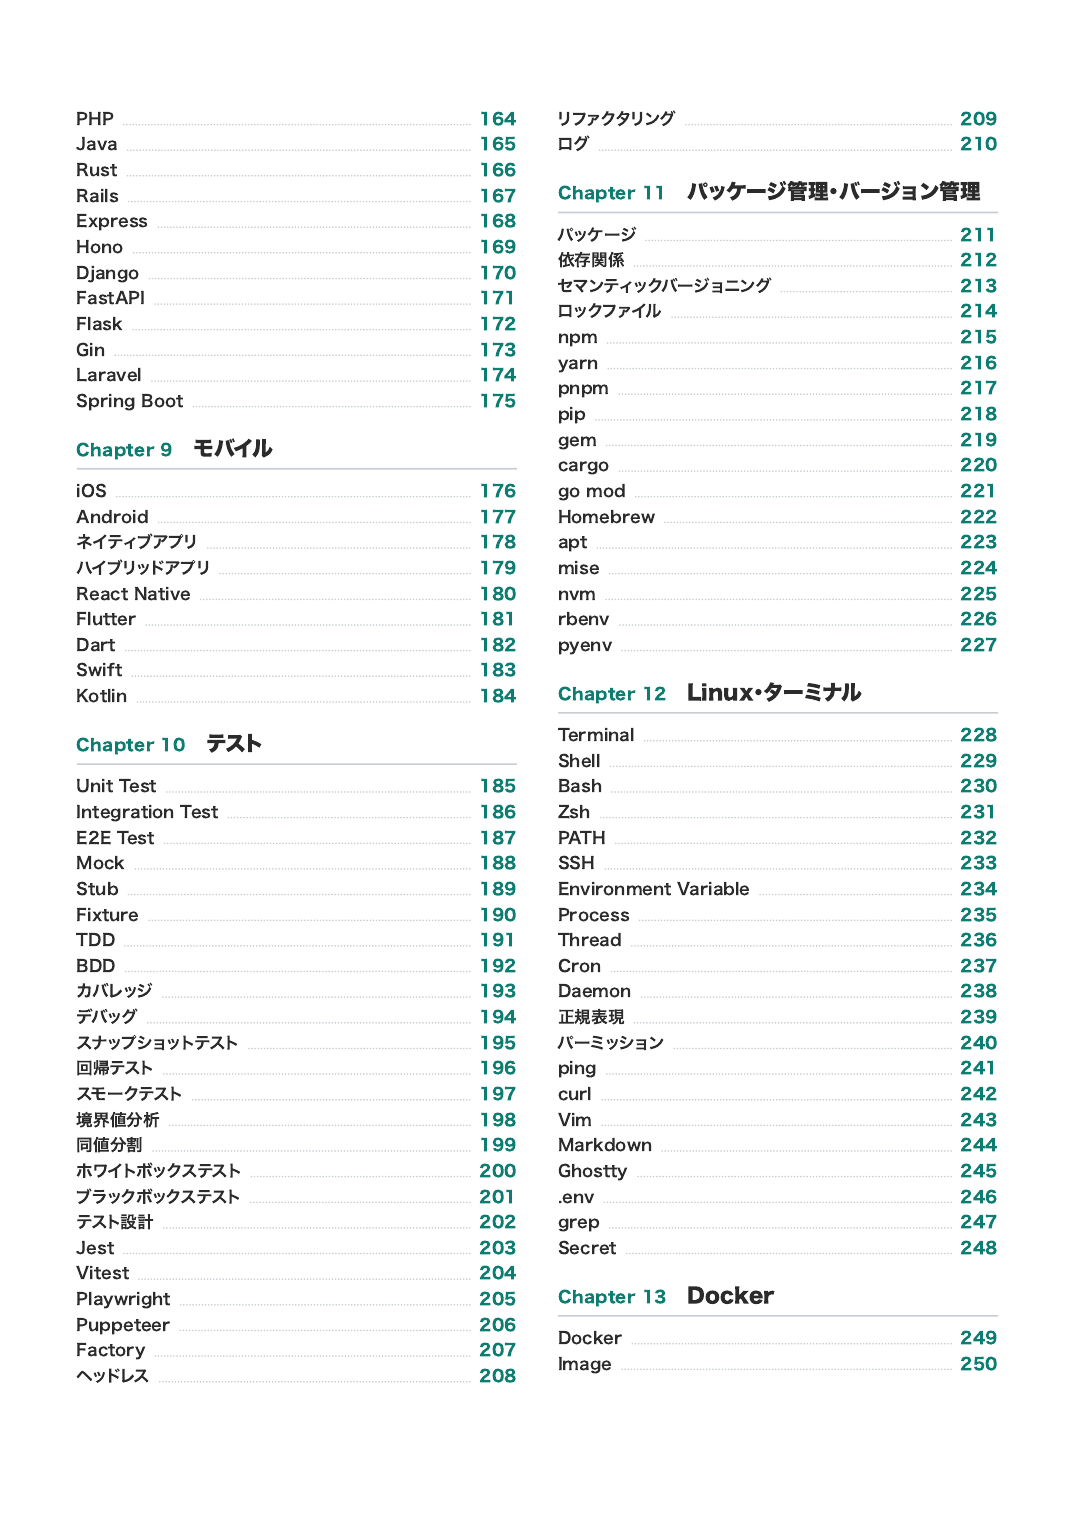 PHP 164
Java 165
Rust 166
Rails 167
Express 168
Hono 169
Django 170
FastAPI 171
Flask 172
Gin 173
Laravel 174
Spring Boot 175
Chapter 9 モバイル
iOS 176
Android 177
ネイティブアプリ 178
ハイブリッドアプリ 179
React Native 180
Flutter 181
Dart 182
Swift 183
Kotlin 184
Chapter 10 テスト
Unit Test 185
Integration Test 186
E2E Test 187
Mock 188
Stub 189
Fixture 190
TDD 191
BDD 192
カバレッジ 193
デバッグ 194
スナップショットテスト 195
回帰テスト 196
スモークテスト 197
境界値分析 198
同値分割 199
ホワイトボックステスト 200
ブラックボックステスト 201
テスト設計 202
Jest 203
Vitest 204
Playwright 205
Puppeteer 206
Factory 207
ヘッドレス 208
リファクタリング 209
ログ 210
Chapter 11 パッケージ管理・バージョン管理
パッケージ 211
依存関係 212
セマンティックバージョニング 213
ロックファイル 214
npm 215
yarn 216
pnpm 217
pip 218
gem 219
cargo 220
go mod 221
Homebrew 222
apt 223
mise 224
nvm 225
rbenv 226
pyenv 227
Chapter 12 Linux・ターミナル
Terminal 228
Shell 229
Bash 230
Zsh 231
PATH 232
SSH 233
Environment Variable 234
Process 235
Thread 236
Cron 237
Daemon 238
正規表現 239
パーミッション 240
ping 241
curl 242
Vim 243
Markdown 244
Ghostty 245
.env 246
grep 247
Secret 248
Chapter 13 Docker
Docker 249
Image 250